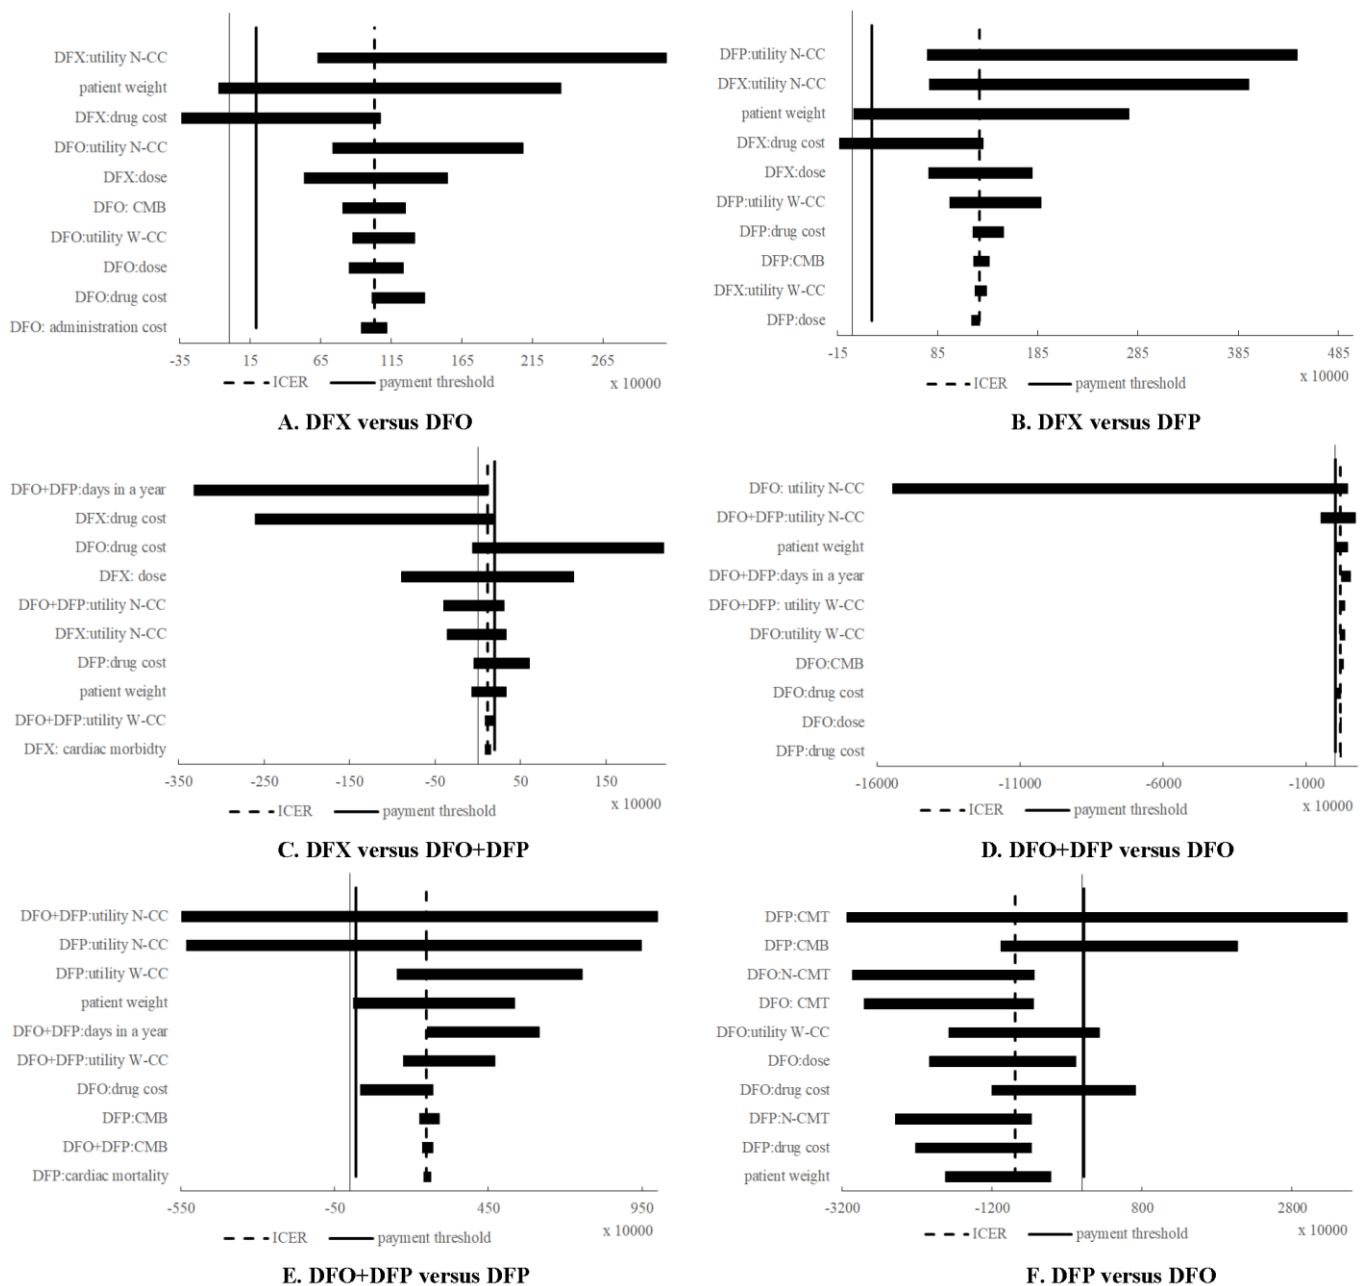 DFX:utility N-CC
patient weight
DFX:drug cost
DFO:utility N-CC
DFX:dose
DFO: CMB
DFO:utility W-CC
DFO:dose
DFO:drug cost
DFO: administration cost
-35 15 65 115 165 215 265
x 10000
ICER payment threshold
A. DFX versus DFO
DFP:utility N-CC
DFX:utility N-CC
patient weight
DFX:drug cost
DFX:dose
DFP:utility W-CC
DFP:drug cost
DFP:CMB
DFX:utility W-CC
DFP:dose
-15 85 185 285 385 485
x 10000
ICER payment threshold
B. DFX versus DFP
DFO+DFP:days in a year
DFX:drug cost
DFO:drug cost
DFX: dose
DFO+DFP:utility N-CC
DFX:utility N-CC
DFP:drug cost
patient weight
DFO+DFP:utility W-CC
DFX: cardiac morbidty
-350 -250 -150 -50 50 150
x 10000
ICER payment threshold
C. DFX versus DFO+DFP
DFO: utility N-CC
DFO+DFP:utility N-CC
patient weight
DFO+DFP:days in a year
DFO+DFP: utility W-CC
DFO:utility W-CC
DFO:CMB
DFO:drug cost
DFO:dose
DFP:drug cost
-16000 -11000 -6000 -1000
x 10000
ICER payment threshold
D. DFO+DFP versus DFO
DFO+DFP:utility N-CC
DFP:utility N-CC
DFP:utility W-CC
patient weight
DFO+DFP:days in a year
DFO+DFP:utility W-CC
DFO:drug cost
DFP:CMB
DFO+DFP:CMB
DFP:cardiac mortality
-550 -50 450 950
x 10000
ICER payment threshold
E. DFO+DFP versus DFP
DFP:CMT
DFP:CMB
DFO:N-CMT
DFO: CMT
DFO:utility W-CC
DFO:dose
DFO:drug cost
DFP:N-CMT
DFP:drug cost
patient weight
-3200 -1200 800 2800
x 10000
ICER payment threshold
F. DFP versus DFO